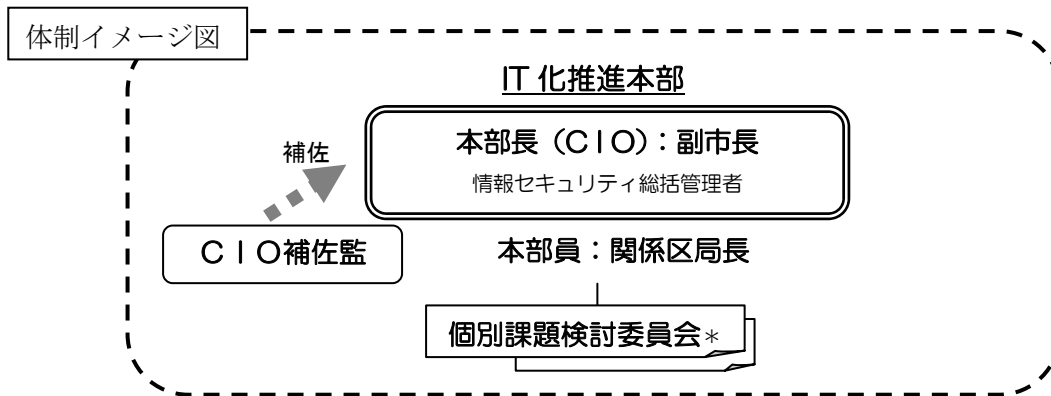 体制イメージ図
IT 化推進本部
本部長（CIO）：副市長
情報セキュリティ総括管理者
補佐
CIO補佐監
本部員：関係区局長
個別課題検討委員会＊